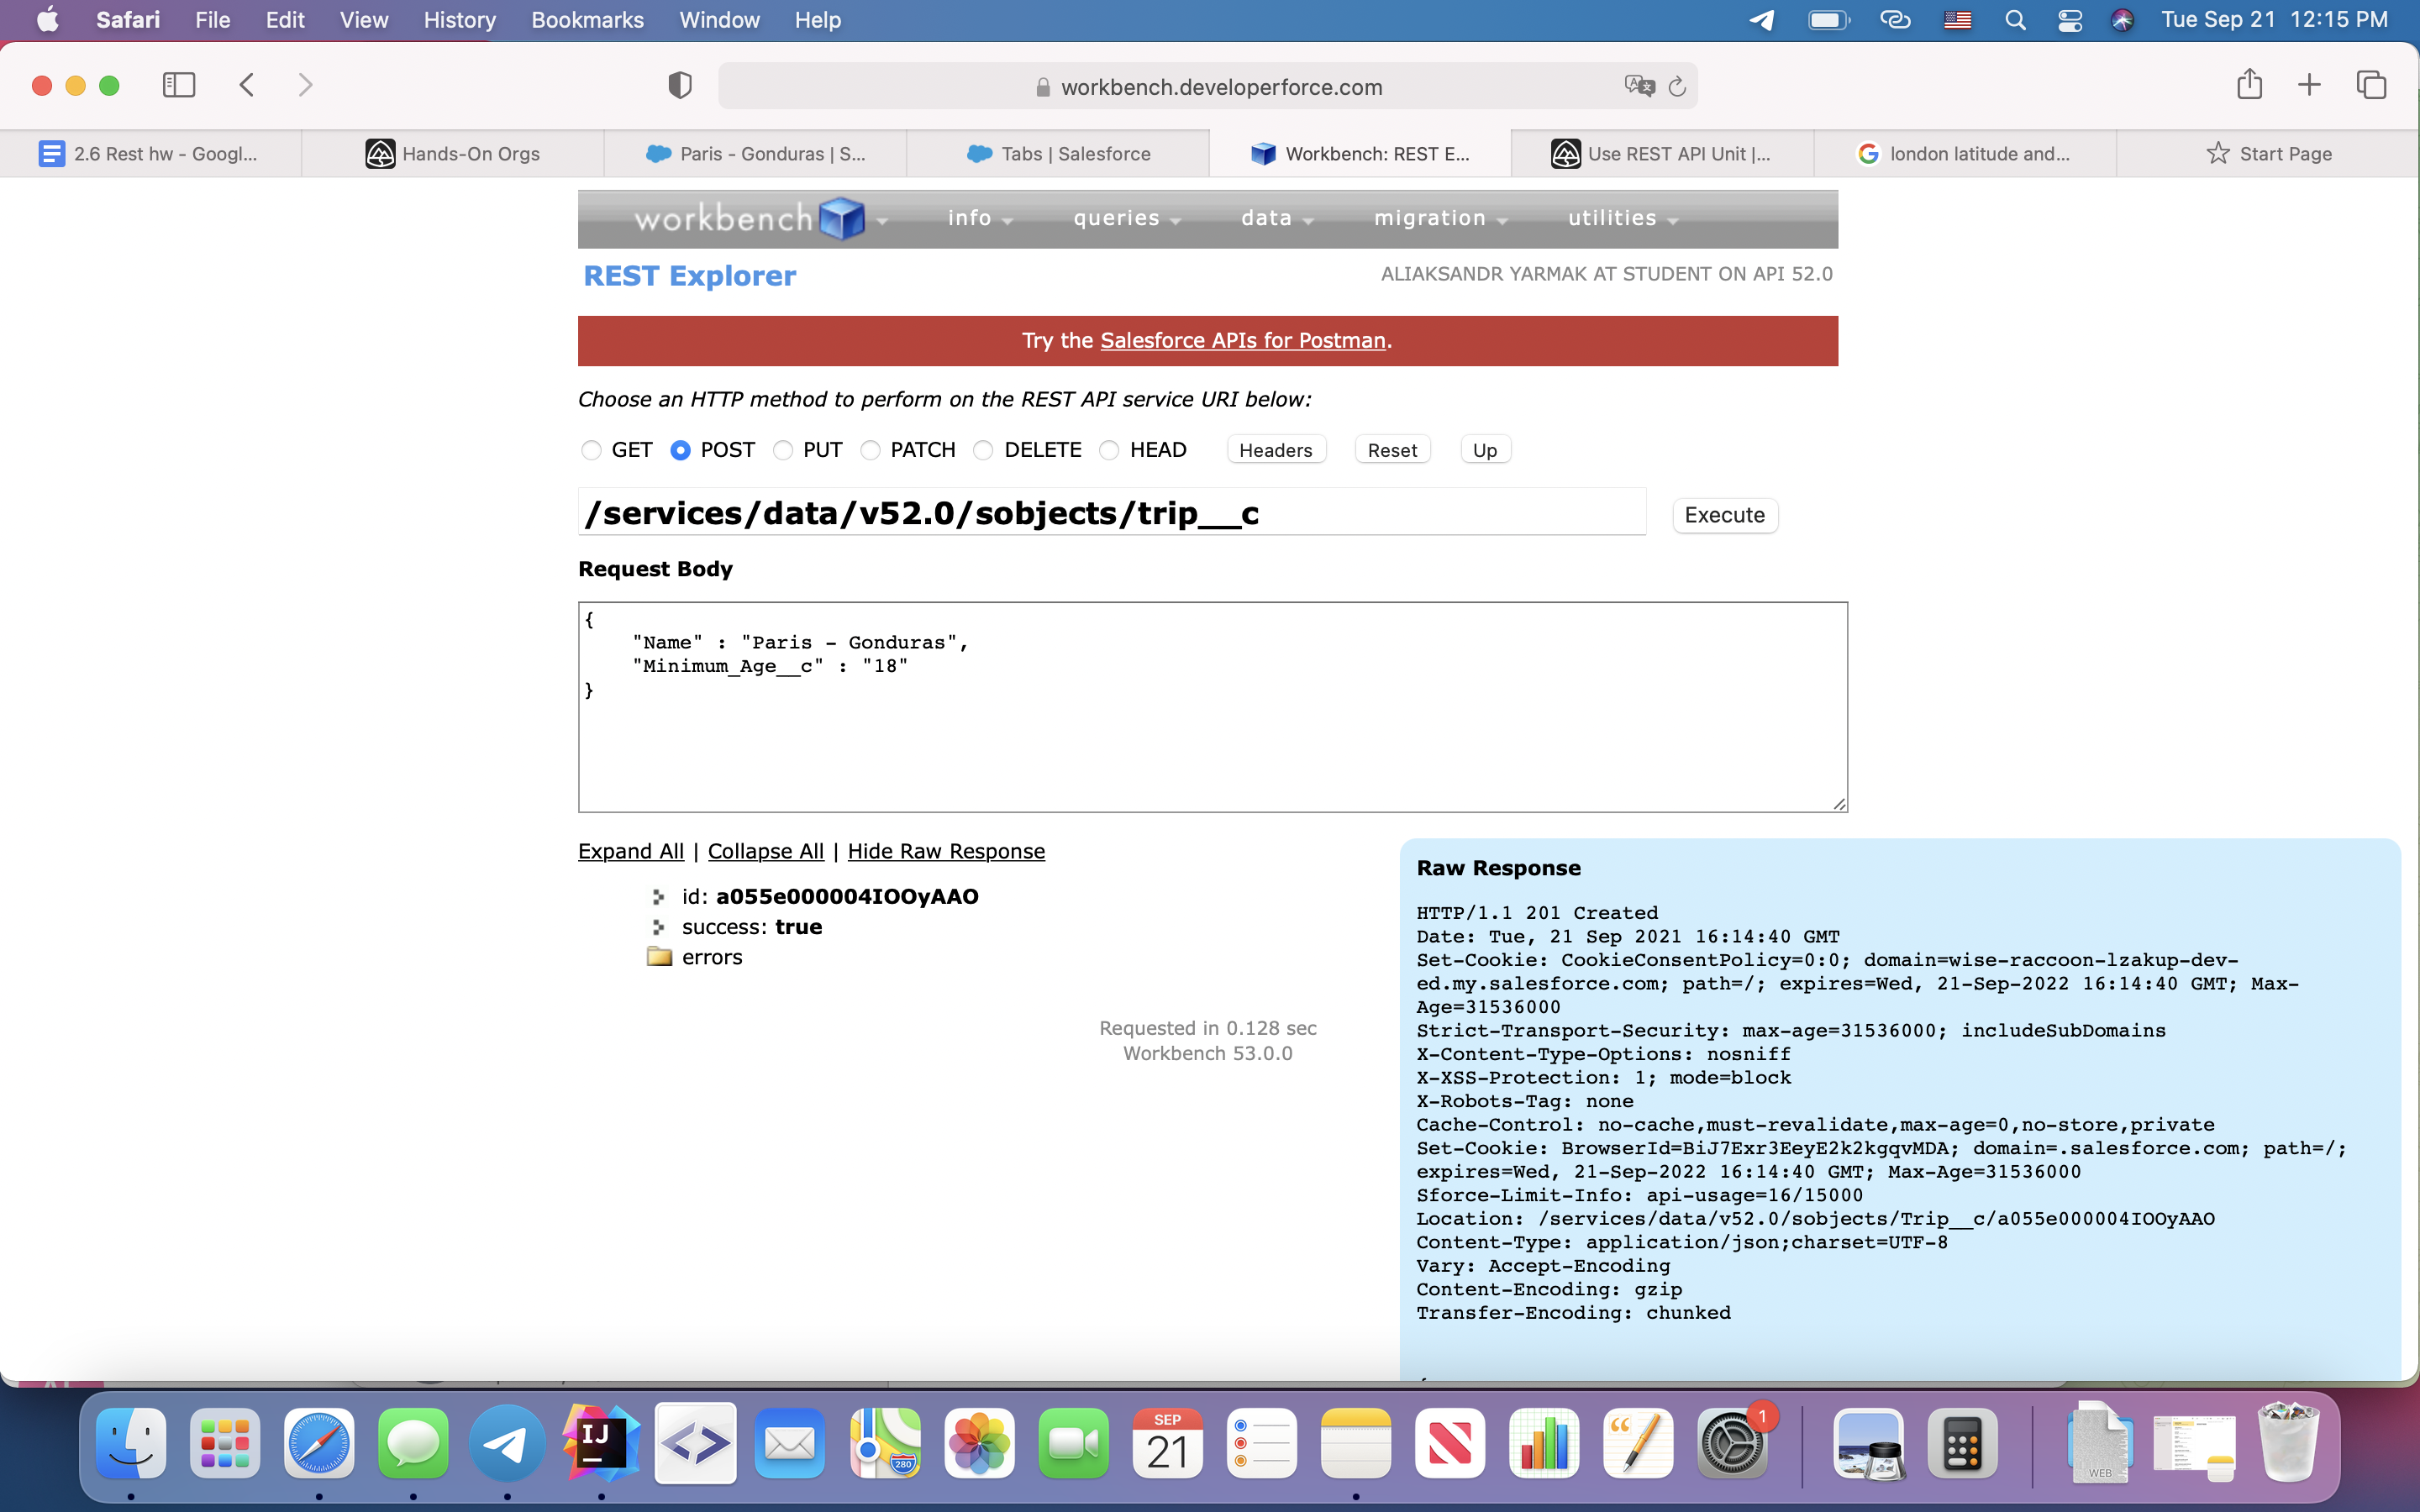 Safari File Edit View History Bookmarks Window Help Tue Sep 21 12:15 PM
workbench.developerforce.com
2.6 Rest hw - Googl... Hands-On Orgs Paris - Gonduras | S... Tabs | Salesforce Workbench: REST E... Use REST API Unit |... london latitude and... Start Page
workbench info queries data migration utilities
REST Explorer ALIAKSANDR YARMAK AT STUDENT ON API 52.0
Try the Salesforce APIs for Postman.
Choose an HTTP method to perform on the REST API service URI below:
GET POST PUT PATCH DELETE HEAD Headers Reset Up
/services/data/v52.0/sobjects/trip__c Execute
Request Body
{
"Name" : "Paris - Gonduras",
"Minimum_Age__c" : "18"
}
Expand All | Collapse All | Hide Raw Response
id: a055e000004IOOyAAO
success: true
errors
Requested in 0.128 sec
Workbench 53.0.0
Raw Response
HTTP/1.1 201 Created
Date: Tue, 21 Sep 2021 16:14:40 GMT
Set-Cookie: CookieConsentPolicy=0:0; domain=wise-raccoon-lzakup-dev-
ed.my.salesforce.com; path=/; expires=Wed, 21-Sep-2022 16:14:40 GMT; Max-
Age=31536000
Strict-Transport-Security: max-age=31536000; includeSubDomains
X-Content-Type-Options: nosniff
X-XSS-Protection: 1; mode=block
X-Robots-Tag: none
Cache-Control: no-cache,must-revalidate,max-age=0,no-store,private
Set-Cookie: BrowserId=BiJ7Exr3EeyE2k2kgqvMDA; domain=.salesforce.com; path=/;
expires=Wed, 21-Sep-2022 16:14:40 GMT; Max-Age=31536000
Sforce-Limit-Info: api-usage=16/15000
Location: /services/data/v52.0/sobjects/Trip__c/a055e000004IOOyAAO
Content-Type: application/json;charset=UTF-8
Vary: Accept-Encoding
Content-Encoding: gzip
Transfer-Encoding: chunked
IJ
280
SEP
21
1
WEB